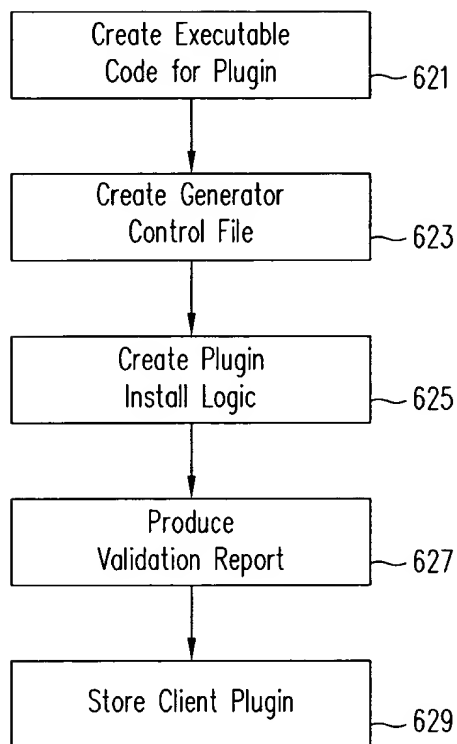 Create Executable
Code for Plugin
621
Create Generator
Control File
623
Create Plugin
Install Logic
625
Produce
Validation Report
627
Store Client Plugin
629